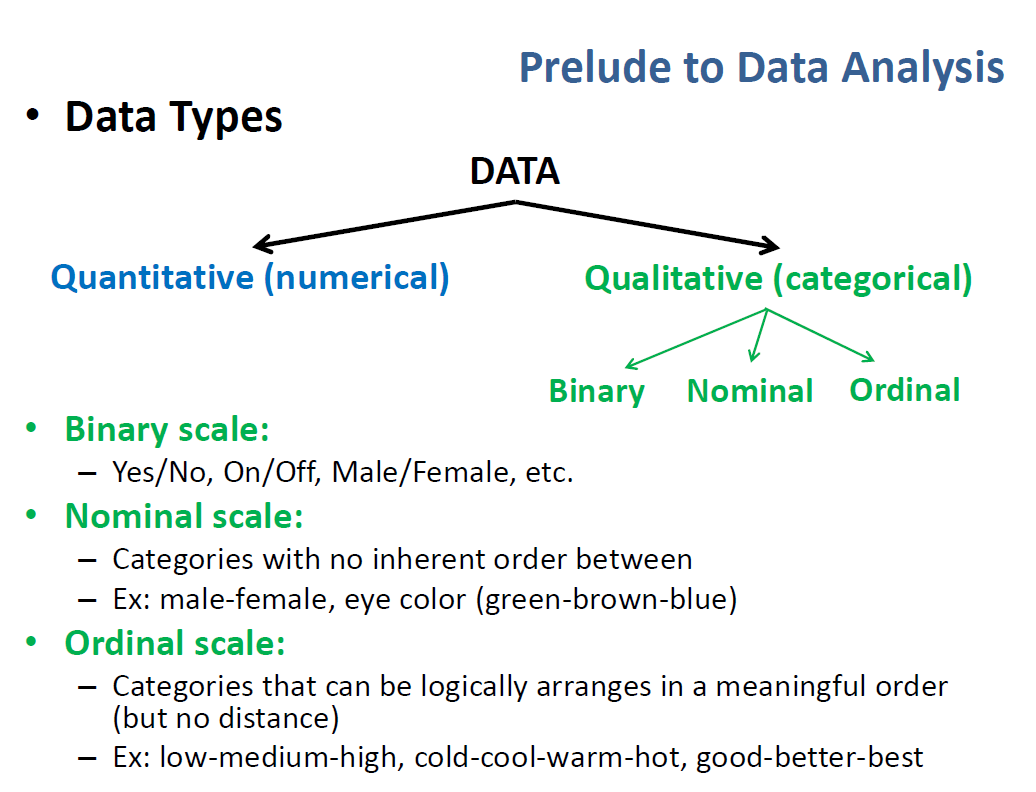 Prelude to Data Analysis
• Data Types
DATA
Quantitative (numerical)
Qualitative (categorical)
Binary
Nominal
Ordinal
• Binary scale:
– Yes/No, On/Off, Male/Female, etc.
• Nominal scale:
– Categories with no inherent order between
– Ex: male-female, eye color (green-brown-blue)
• Ordinal scale:
– Categories that can be logically arranges in a meaningful order
(but no distance)
– Ex: low-medium-high, cold-cool-warm-hot, good-better-best